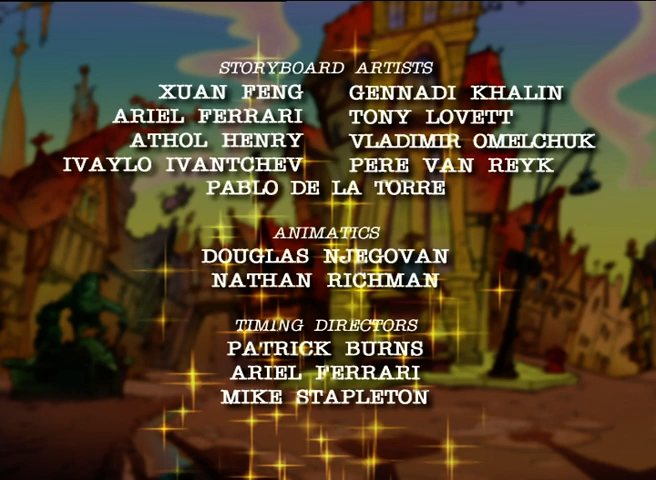 STORYBOARD ARTISTS
XUAN FENG GENNADI KHALIN
ARIEL FERRARI TONY LOVETT
ATHOL HENRY VLADIMIR OMELCHUK
IVAYLO IVANTCHEV PERE VAN REYK
PABLO DE LA TORRE
ANIMATICS
DOUGLAS NJEGOVAN
NATHAN RICHMAN
TIMING DIRECTORS
PATRICK BURNS
ARIEL FERRARI
MIKE STAPLETON